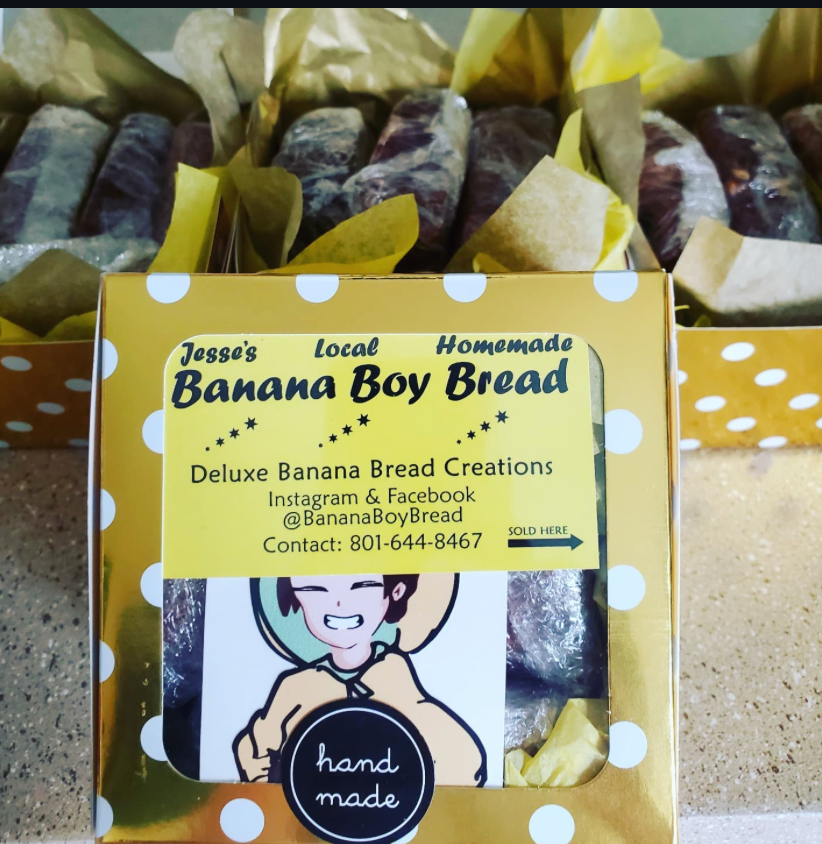 Jesse's Local Homemade
Banana Boy Bread
Deluxe Banana Bread Creations
Instagram & Facebook
@BananaBoyBread
Contact: 801-644-8467
SOLD HERE
hand
made